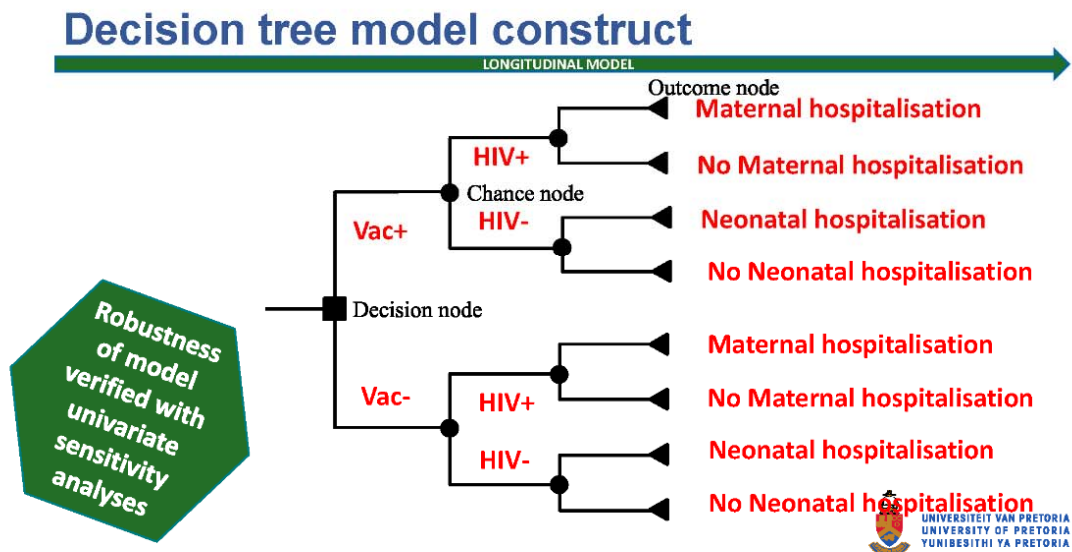 Decision tree model construct
LONGITUDINAL MODEL
Outcome node
Maternal hospitalisation
HIV+
No Maternal hospitalisation
Chance node
Vac+
HIV-
Neonatal hospitalisation
No Neonatal hospitalisation
Decision node
Robustness
of model
verified with
univariate
sensitivity
analyses
Maternal hospitalisation
Vac-
HIV+
No Maternal hospitalisation
HIV-
Neonatal hospitalisation
No Neonatal hospitalisation
UNIVERSITEIT VAN PRETORIA
UNIVERSITY OF PRETORIA
YUNIBESITHI YA PRETORIA